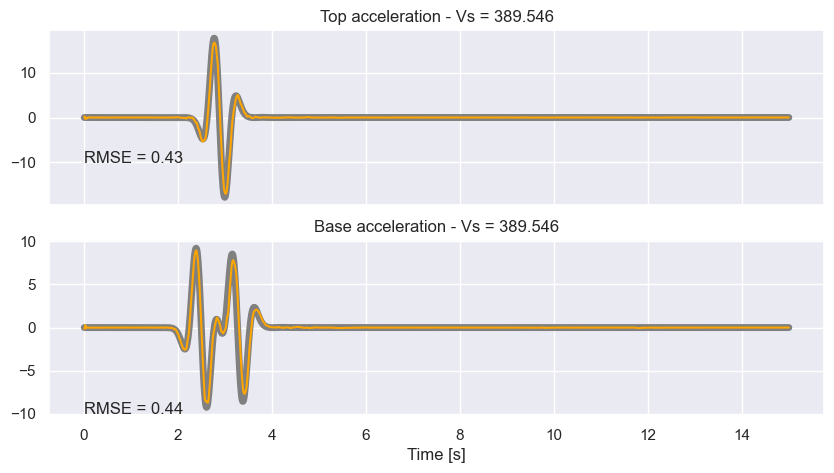 Top acceleration - Vs = 389.546
10
0
−10
RMSE = 0.43
Base acceleration - Vs = 389.546
10
5
0
−5
−10
RMSE = 0.44
0 2 4 6 8 10 12 14
Time [s]